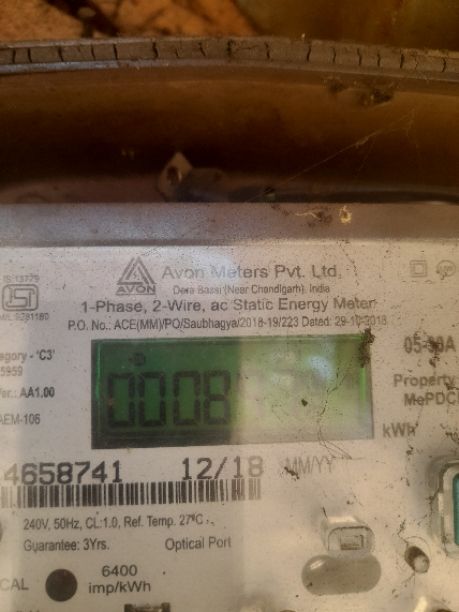 Avon Meters Pvt. Ltd.
AVON
Dera Bassi (Near Chandigarh), India
IS 13779
ISI
1-Phase, 2-Wire, ac Static Energy Meter
P.O. No.: ACE(MM)/PO/Saubhagya/2018-19/223 Dated: 29-10-2018
egory - 'C3'
5959
Ver.: AA1.00
AEM-106
0008
Property
MePDC
kWh
4658741 12/18 MM/YY
240V, 50Hz, CL:1.0, Ref. Temp. 27°C
Guarantee: 3Yrs. Optical Port
CAL
6400
imp/kWh